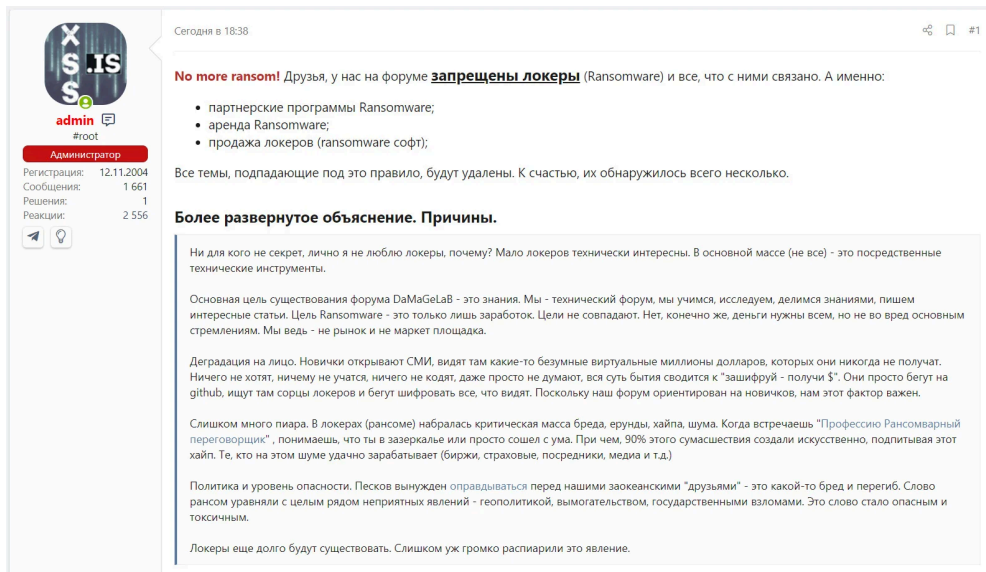 XSS.IS
Сегодня в 18:38
#1
admin
#root
Администратор
Регистрация: 12.11.2004
Сообщения: 1 661
Решения: 1
Реакции: 2 556
No more ransom! Друзья, у нас на форуме запрещены локеры (Ransomware) и все, что с ними связано. А именно:
• партнерские программы Ransomware;
• аренда Ransomware;
• продажа локеров (ransomware софт);
Все темы, подпадающие под это правило, будут удалены. К счастью, их обнаружилось всего несколько.
Более развернутое объяснение. Причины.
Ни для кого не секрет, лично я не люблю локеры, почему? Мало локеров технически интересны. В основной массе (не все) - это посредственные
технические инструменты.
Основная цель существования форума DaMaGeLaB - это знания. Мы - технический форум, мы учимся, исследуем, делимся знаниями, пишем
интересные статьи. Цель Ransomware - это только лишь заработок. Цели не совпадают. Нет, конечно же, деньги нужны всем, но не во вред основным
стремлениям. Мы ведь - не рынок и не маркет площадка.
Деградация на лицо. Новички открывают СМИ, видят там какие-то безумные виртуальные миллионы долларов, которых они никогда не получат.
Ничего не хотят, ничему не учатся, ничего не кодят, даже просто не думают, вся суть бытия сводится к "зашифруй - получи $". Они просто бегут на
github, ищут там сорцы локеров и бегут шифровать все, что видят. Поскольку наш форум ориентирован на новичков, нам этот фактор важен.
Слишком много пиара. В локерах (рансоме) набралась критическая масса бреда, ерунды, хайпа, шума. Когда встречаешь "Профессию Рансомварный
переговорщик" , понимаешь, что ты в зазеркалье или просто сошел с ума. При чем, 90% этого сумасшествия создали искусственно, подпитывая этот
хайп. Те, кто на этом шуме удачно зарабатывает (биржи, страховые, посредники, медиа и т.д.)
Политика и уровень опасности. Песков вынужден оправдываться перед нашими заокеанскими "друзьями" - это какой-то бред и перегиб. Слово
рансом уравняли с целым рядом неприятных явлений - геополитикой, вымогательством, государственными взломами. Это слово стало опасным и
токсичным.
Локеры еще долго будут существовать. Слишком уж громко распиарили это явление.